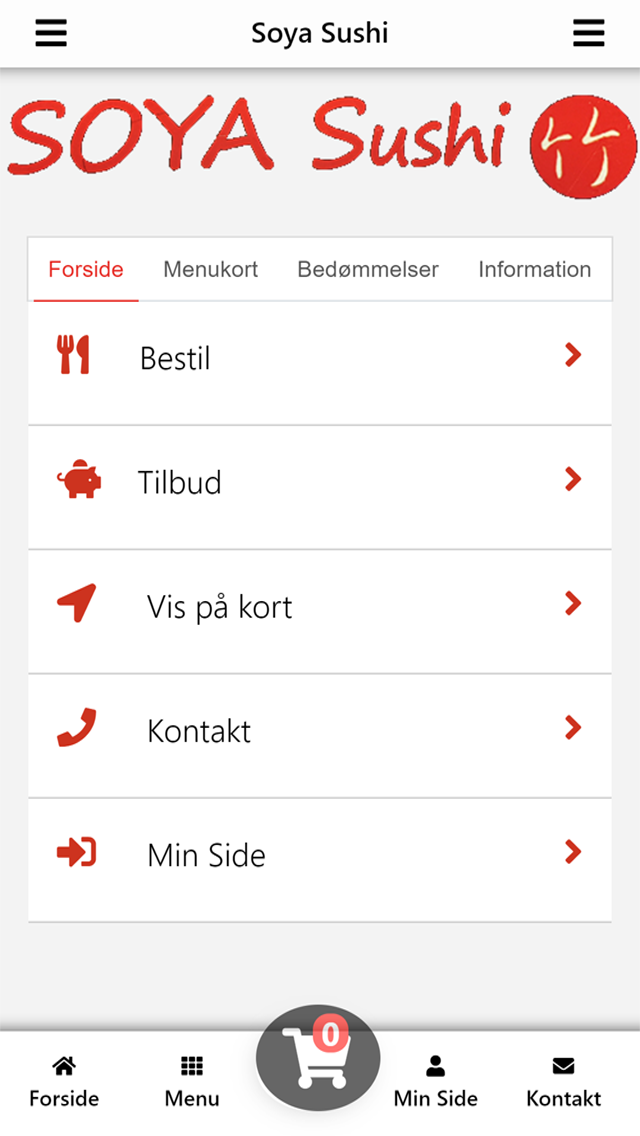 Soya Sushi
SOYA Sushi 竹
Forside Menukort Bedømmelser Information
Bestil
Tilbud
Vis på kort
Kontakt
Min Side
0
Forside Menu Min Side Kontakt